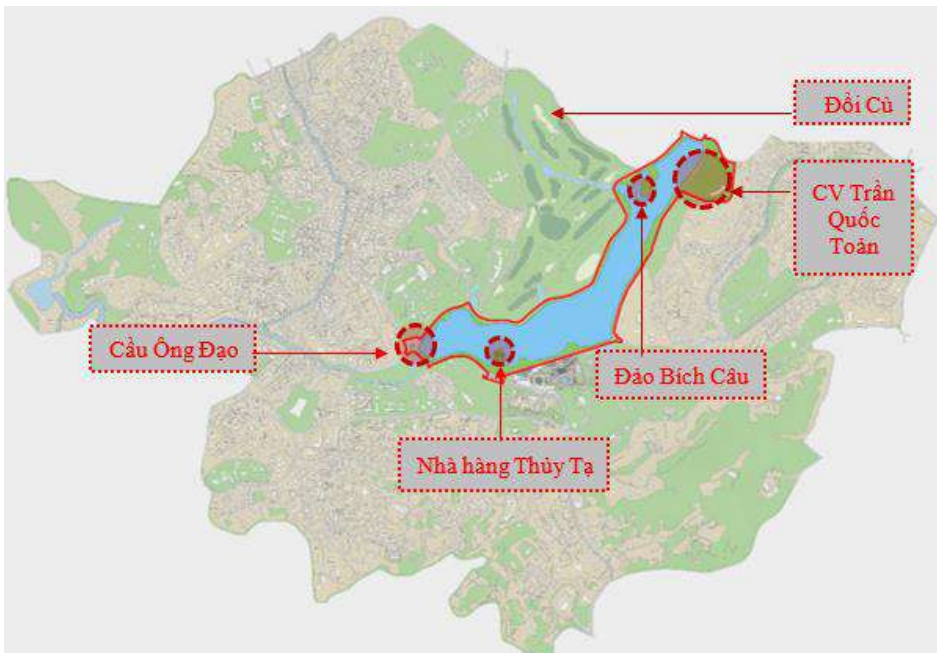 Đồi Cù
CV Trần
Quốc
Toản
Cầu Ông Đạo
Đảo Bích Câu
Nhà hàng Thủy Tạ